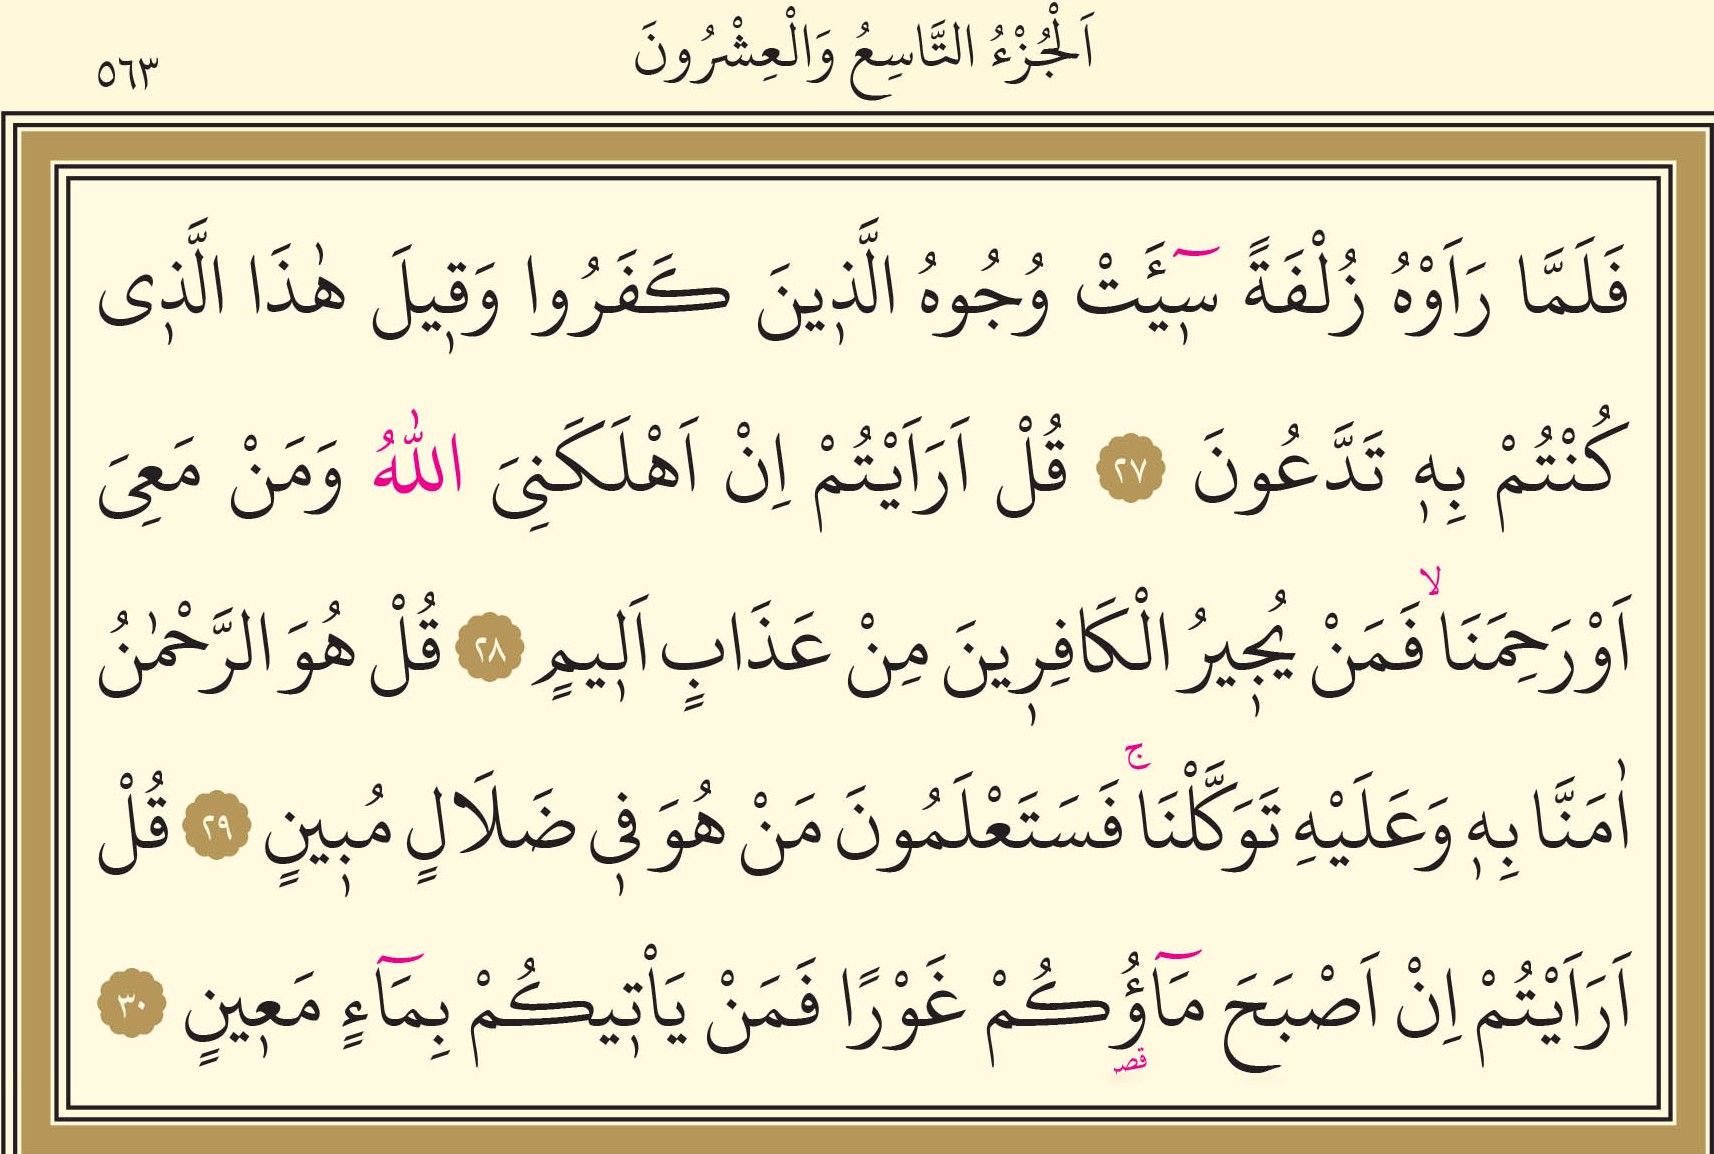 اَلْجُزْءُ التَّاسِعُ وَالْعِشْرُونَ
٥٦٣
فَلَمَّا رَاَوْهُ زُلْفَةً سٖٓيـَٔتْ وُجُوهُ الَّذٖينَ كَفَرُوا وَقٖيلَ هٰذَا الَّذٖى
كُنْتُمْ بِهٖ تَدَّعُونَ ٢٧ قُلْ اَرَاَيْتُمْ اِنْ اَهْلَكَنِىَ اللّٰهُ وَمَنْ مَعِىَ
اَوْ رَحِمَنَاۙ فَمَنْ يُجٖيرُ الْكَافِرٖينَ مِنْ عَذَابٍ اَلٖيمٍ ٢٨ قُلْ هُوَ الرَّحْمٰنُ
اٰمَنَّا بِهٖ وَعَلَيْهِ تَوَكَّلْنَاۚ فَسَتَعْلَمُونَ مَنْ هُوَ فٖى ضَلَالٍ مُبٖينٍ ٢٩ قُلْ
اَرَاَيْتُمْ اِنْ اَصْبَحَ مَٓاؤُ۬كُمْ غَوْرًا فَمَنْ يَاْتٖيكُمْ بِمَٓاءٍ مَعٖينٍ ٣٠
قصر